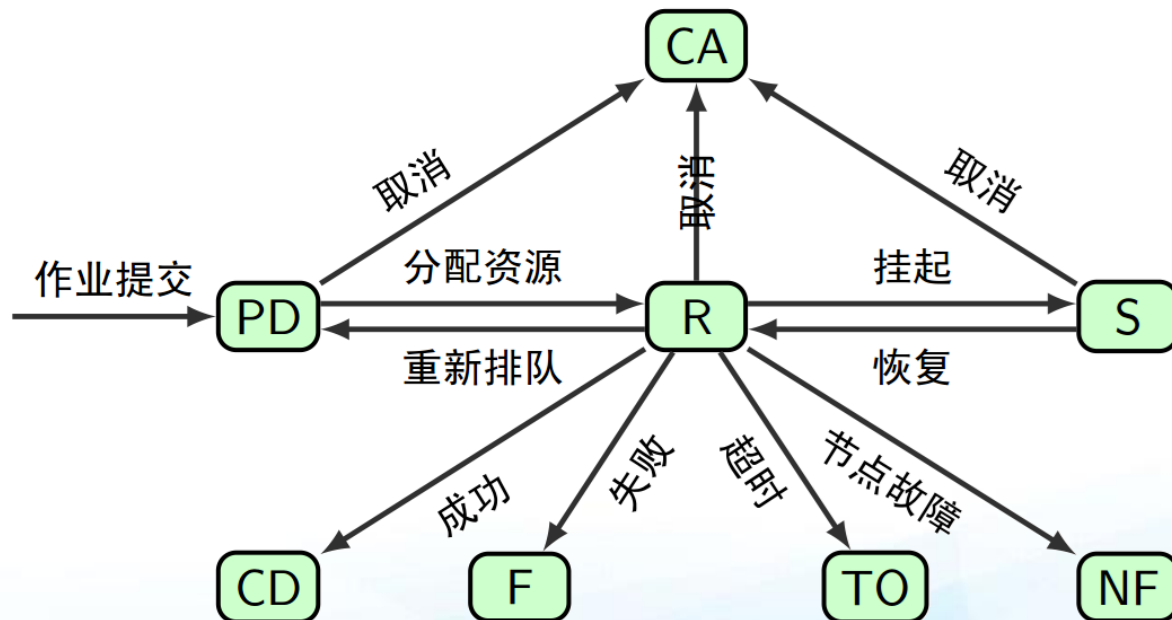 CA
取消
取消
取消
作业提交
分配资源
挂起
PD
R
S
重新排队
恢复
成功
失败
超时
节点故障
CD
F
TO
NF